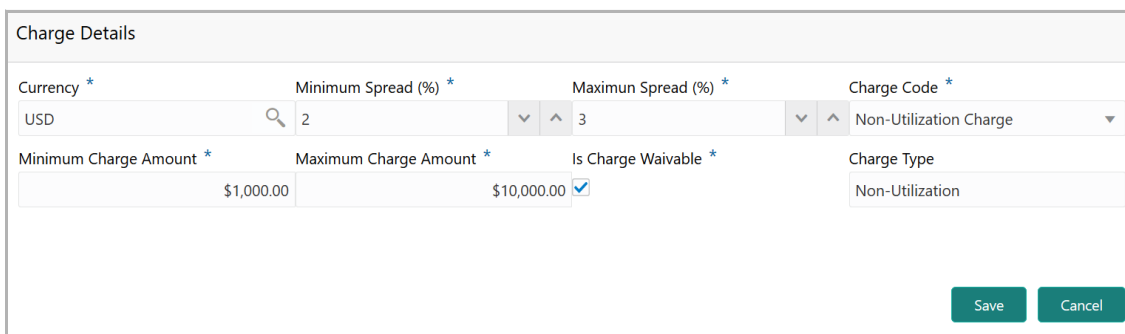 Charge Details
Currency * Minimum Spread (%) * Maximun Spread (%) * Charge Code *
USD 2 3 Non-Utilization Charge
Minimum Charge Amount * Maximum Charge Amount * Is Charge Waivable * Charge Type
$1,000.00 $10,000.00 Non-Utilization
Save Cancel